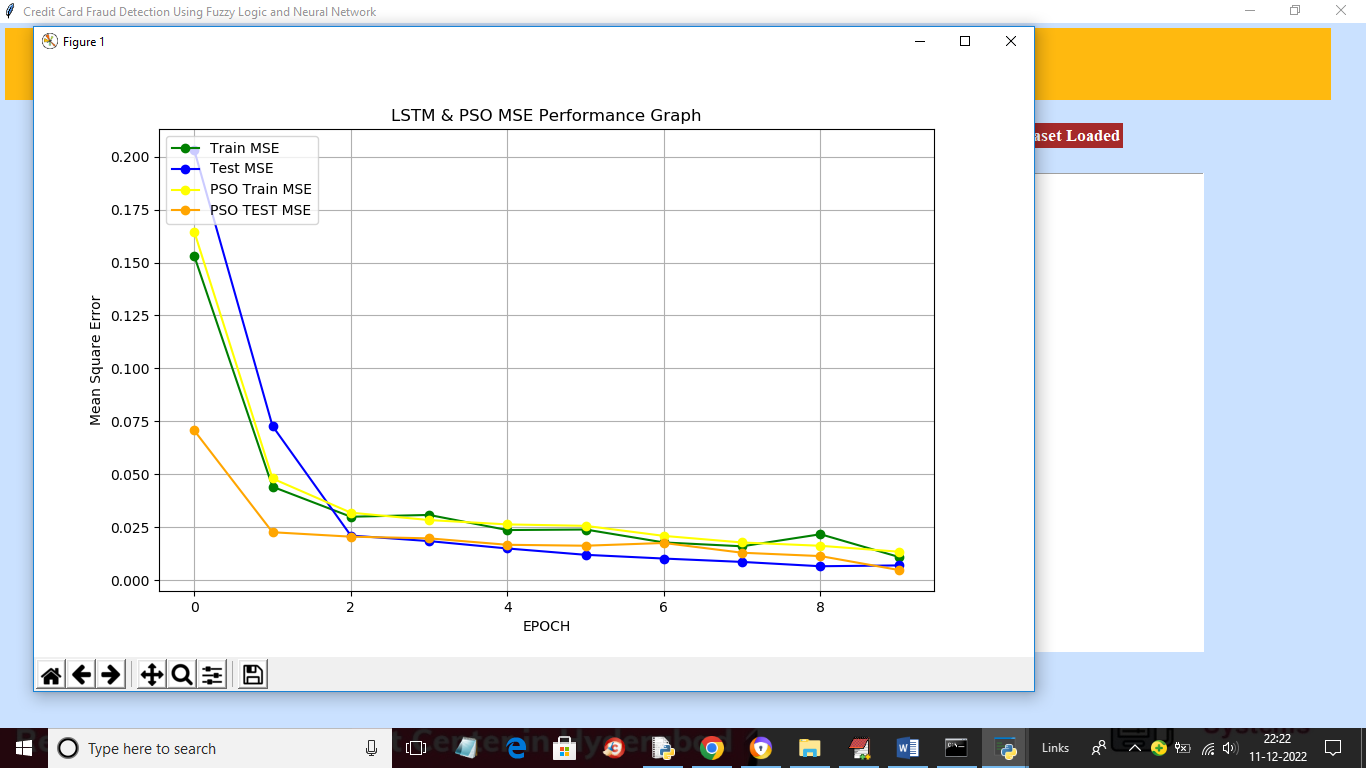 Credit Card Fraud Detection Using Fuzzy Logic and Neural Network
Figure 1
aset Loaded
LSTM & PSO MSE Performance Graph
Train MSE
Test MSE
PSO Train MSE
PSO TEST MSE
0.200
0.175
0.150
0.125
0.100
0.075
0.050
0.025
0.000
Mean Square Error
0 2 4 6 8
EPOCH
Type here to search
Links
22:22
11-12-2022